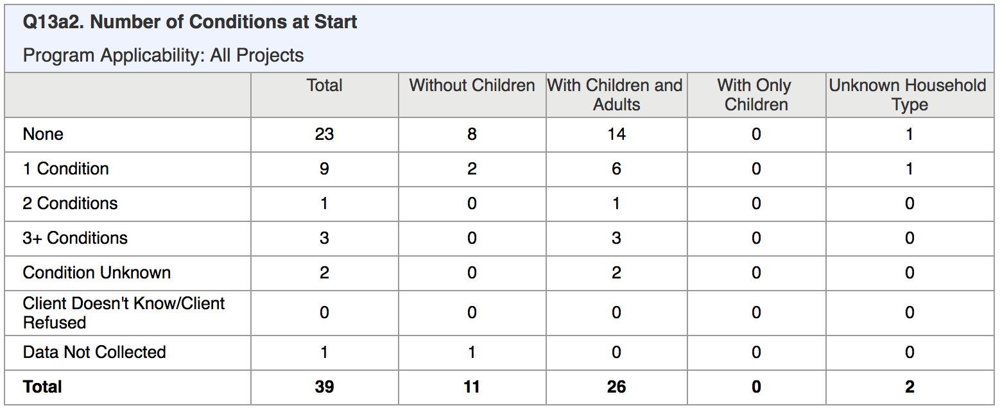 Q13a2. Number of Conditions at Start
Program Applicability: All Projects
Total Without Children With Children and Adults With Only Children Unknown Household Type
None 23 8 14 0 1
1 Condition 9 2 6 0 1
2 Conditions 1 0 1 0 0
3+ Conditions 3 0 3 0 0
Condition Unknown 2 0 2 0 0
Client Doesn't Know/Client Refused 0 0 0 0 0
Data Not Collected 1 1 0 0 0
Total 39 11 26 0 2